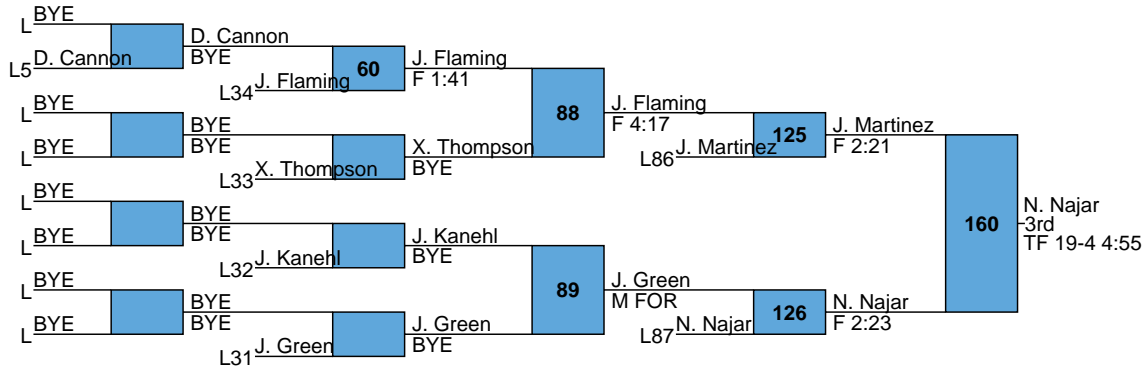 BYE
L
D. Cannon
L5
D. Cannon
BYE
J. Flaming
L34
60
J. Flaming
F 1:41
BYE
L
BYE
L
BYE
BYE
X. Thompson
L33
X. Thompson
BYE
88
J. Flaming
F 4:17
J. Martinez
L86
125
J. Martinez
F 2:21
BYE
L
BYE
L
BYE
BYE
J. Kanehl
L32
J. Kanehl
BYE
BYE
L
BYE
L
BYE
BYE
J. Green
L31
J. Green
BYE
89
J. Green
M FOR
N. Najar
L87
126
N. Najar
F 2:23
160
N. Najar
3rd
TF 19-4 4:55